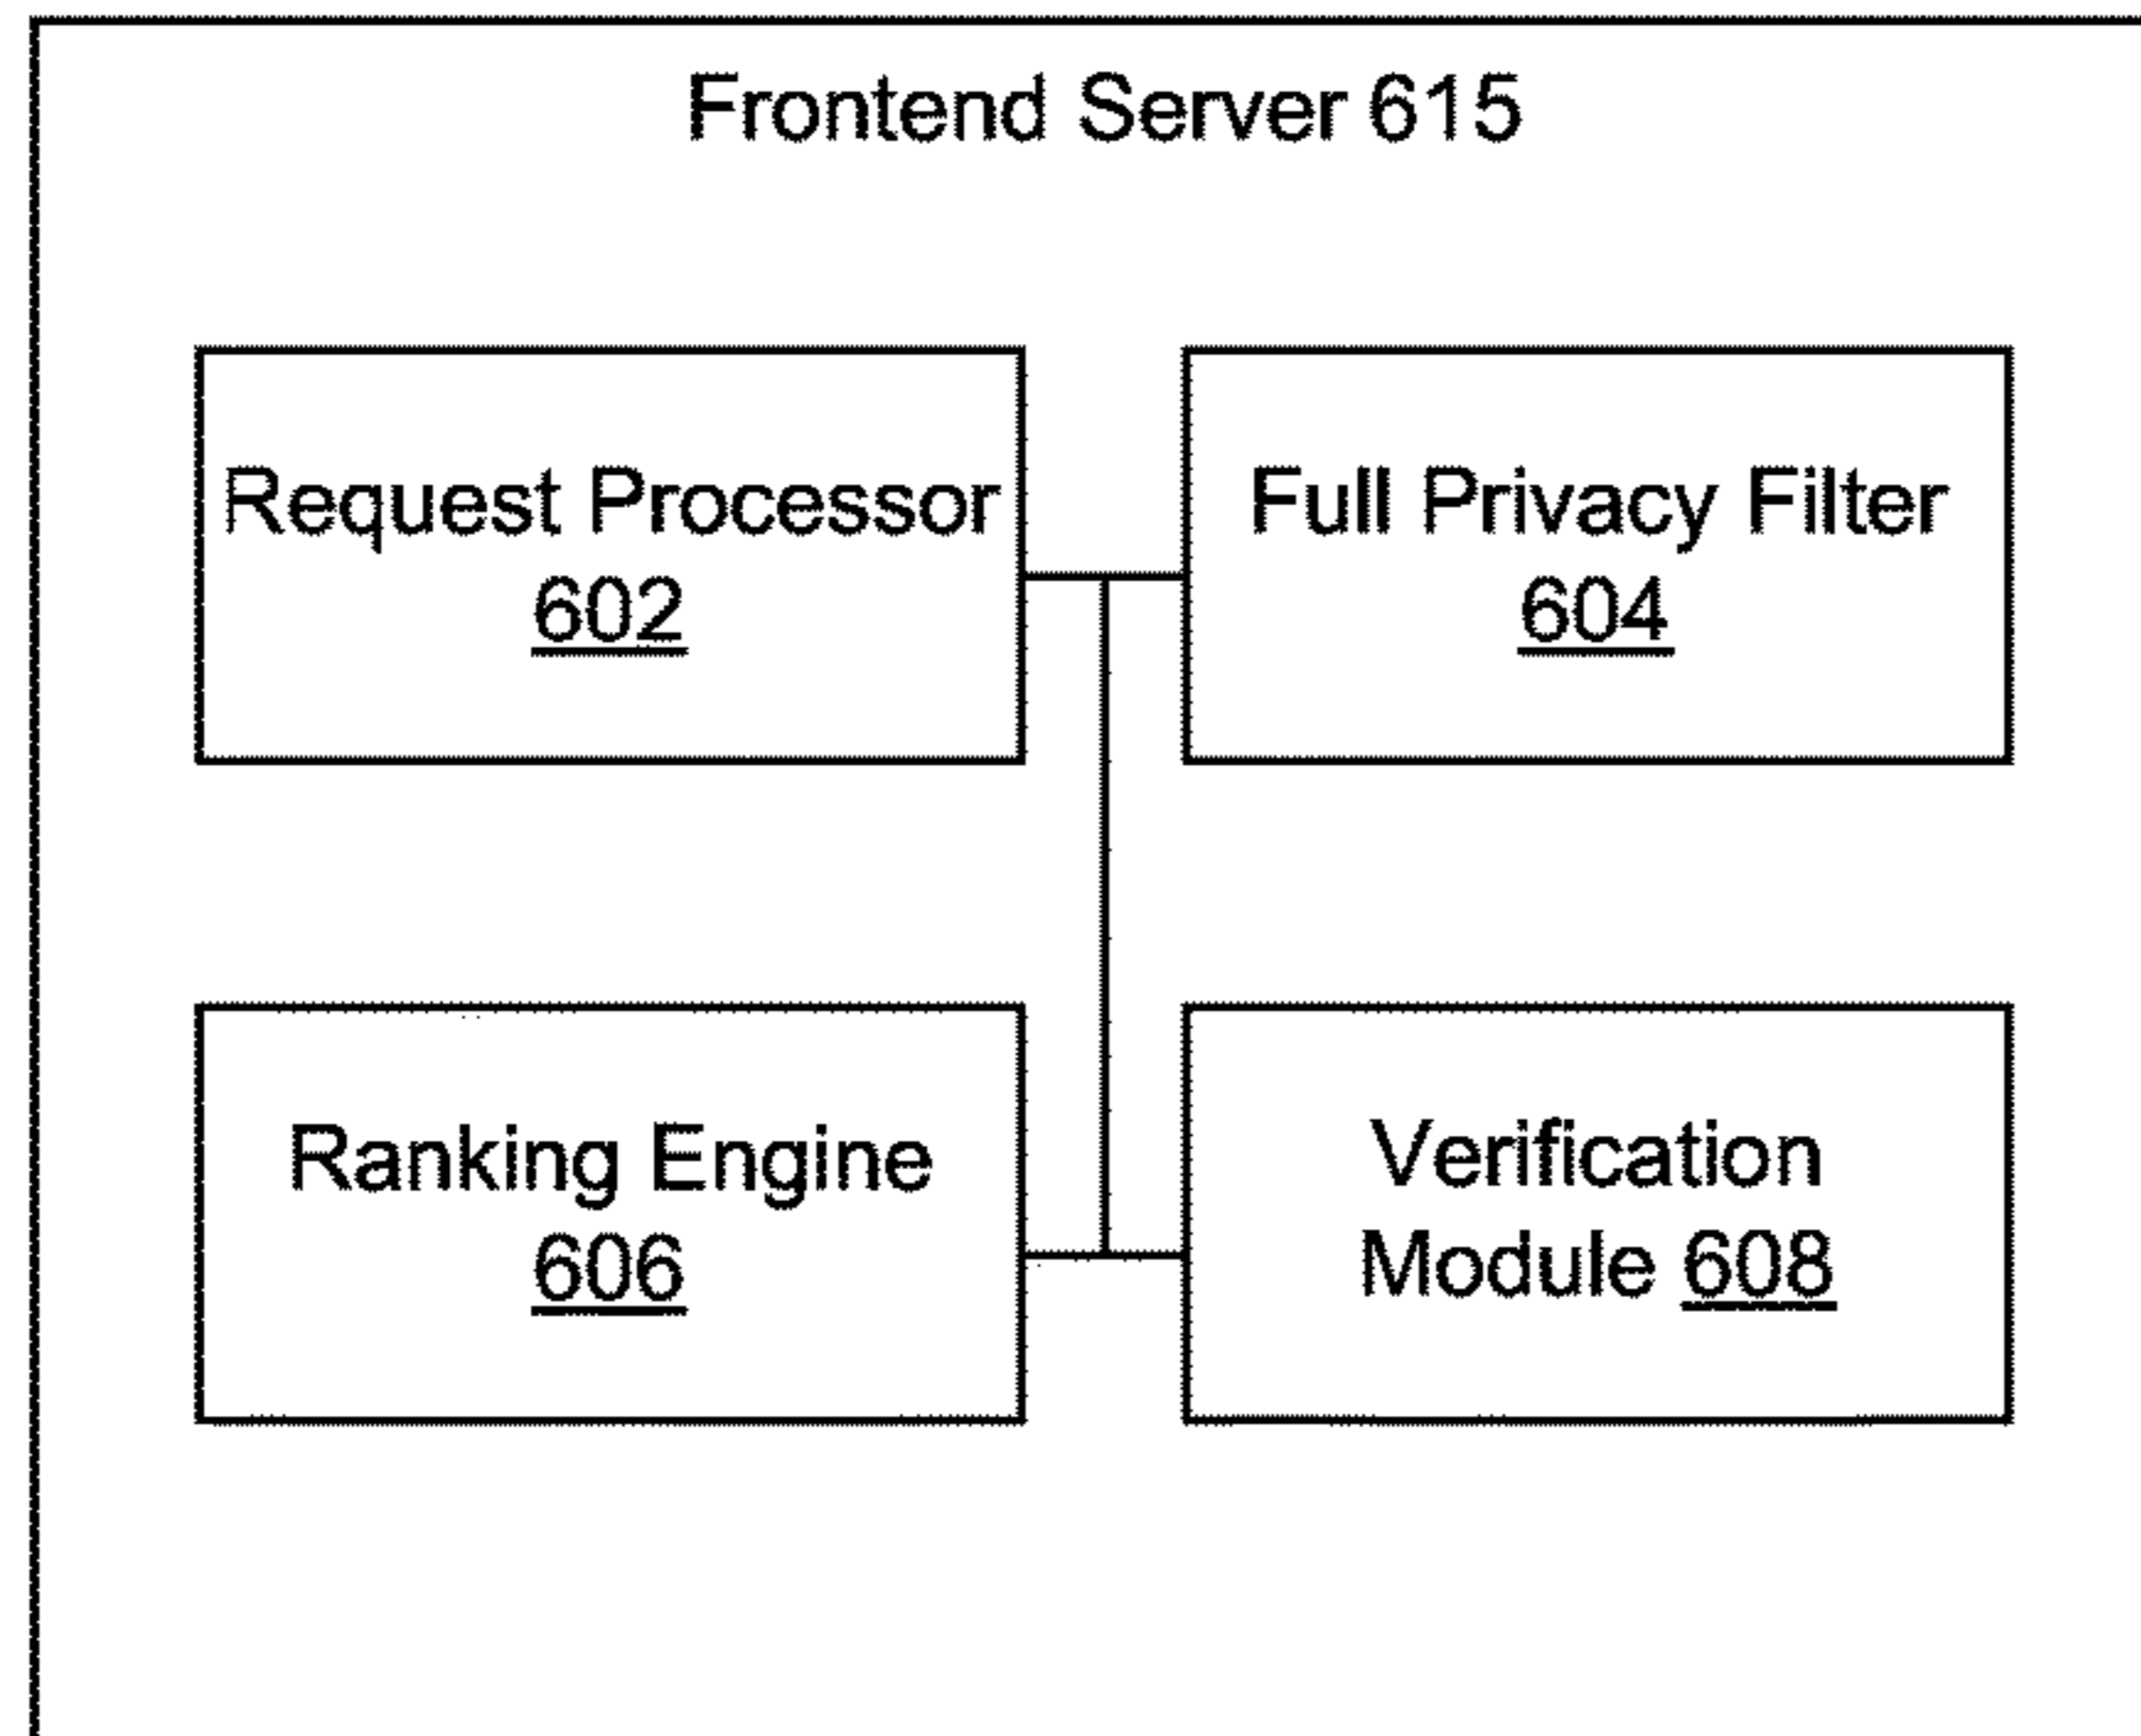 Frontend Server 615
Request Processor
602
Full Privacy Filter
604
Ranking Engine
606
Verification
Module 608